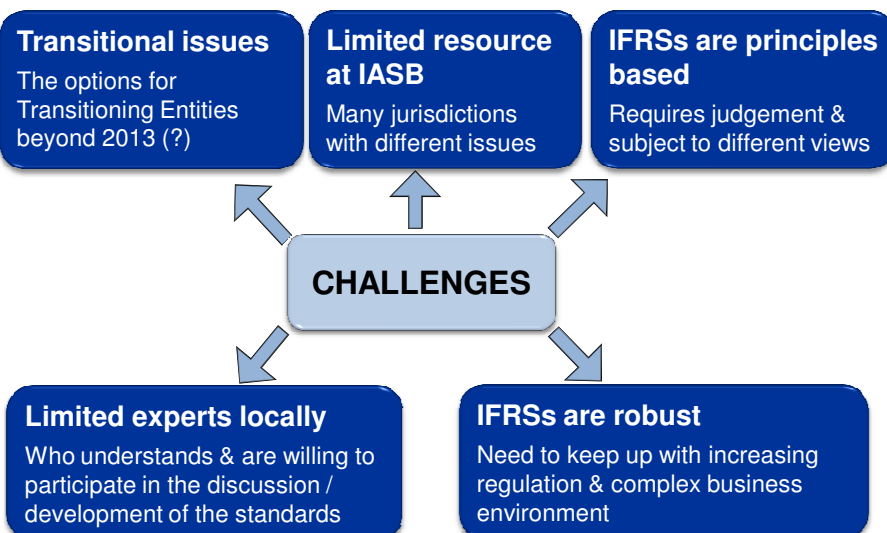 Transitional issues
The options for
Transitioning Entities
beyond 2013 (?)
Limited resource
at IASB
Many jurisdictions
with different issues
IFRSs are principles
based
Requires judgement &
subject to different views
CHALLENGES
Limited experts locally
Who understands & are willing to
participate in the discussion /
development of the standards
IFRSs are robust
Need to keep up with increasing
regulation & complex business
environment